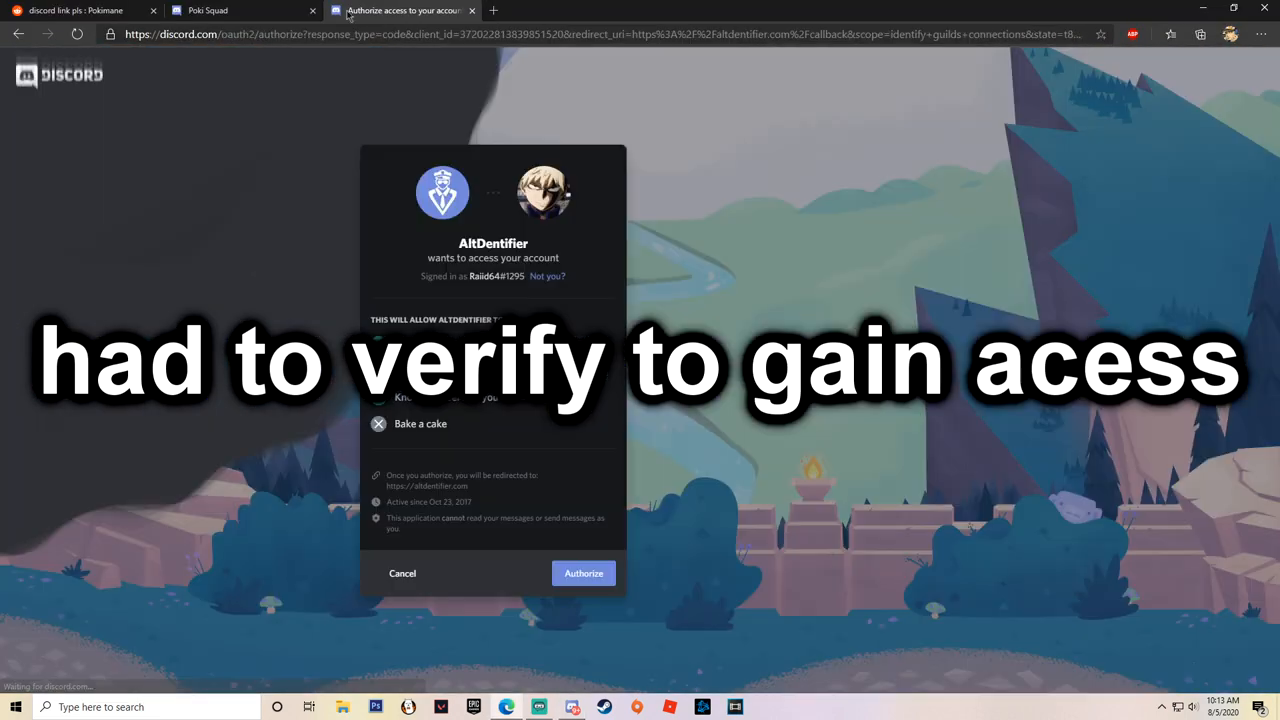 discord link pls : Pokimane
Poki Squad
Authorize access to your accou
https://discord.com/oauth2/authorize?response_type=code&client_id=372022813839851520&redirect_uri=https%3A%2F%2Faltdentifier.com%2Fcallback&scope=identify+guilds+connections&state=t8...
ABP
DISCORD
AltDentifier
wants to access your account
Signed in as Raiid64#1295 Not you?
THIS WILL ALLOW ALTDENTIFIER T
had to verify to gain acess
Bake a cake
Once you authorize, you will be redirected to:
https://altdentifier.com
Active since Oct 23, 2017
This application cannot read your messages or send messages as
you.
Cancel
Authorize
Waiting for discord.com...
Type here to search
10:13 AM
8/5/2020